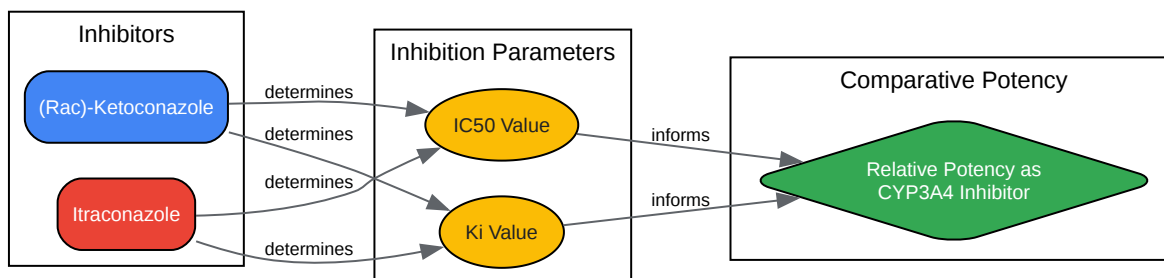 Inhibitors
(Rac)-Ketoconazole
Itraconazole
determines
determines
determines
determines
Inhibition Parameters
IC50 Value
Ki Value
informs
informs
Comparative Potency
Relative Potency as
CYP3A4 Inhibitor